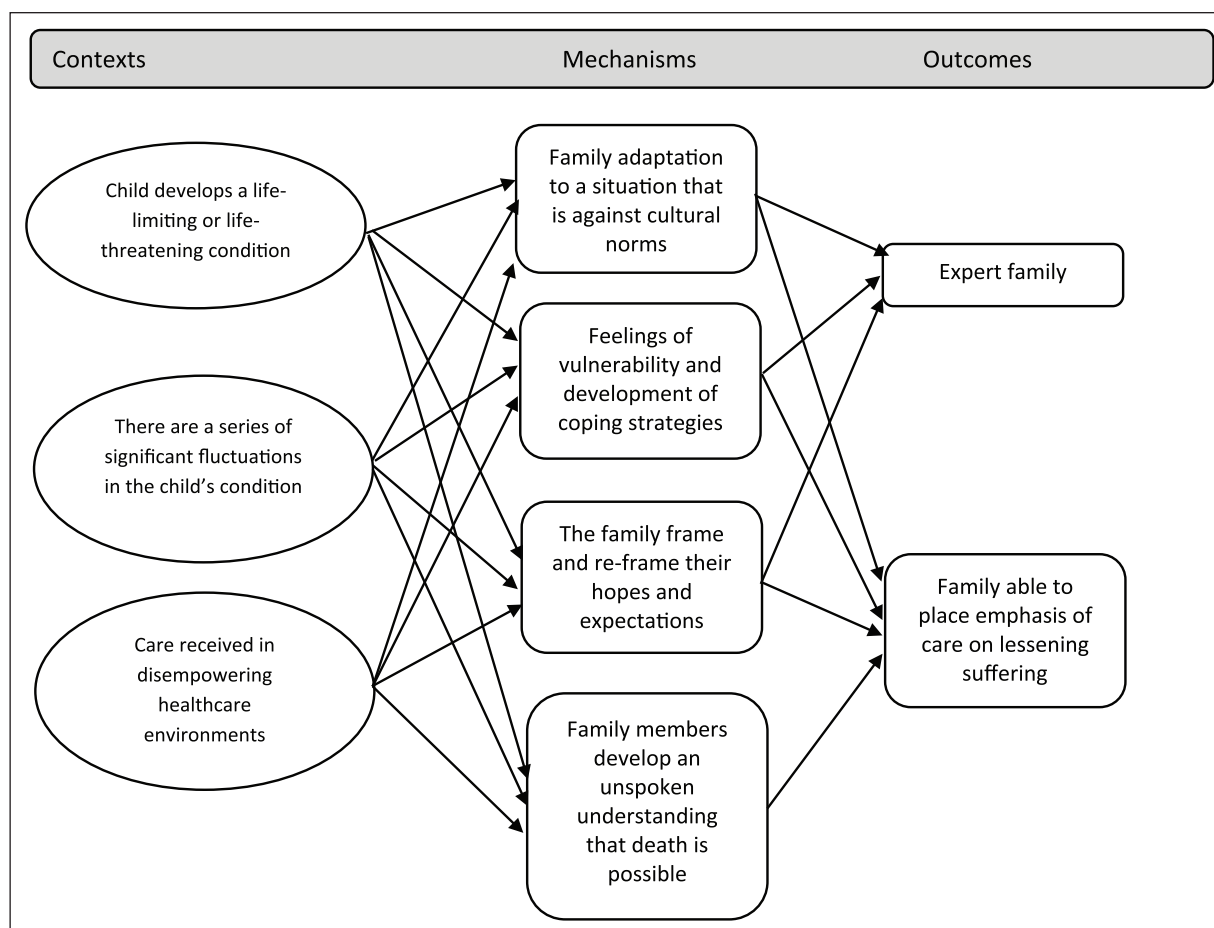 Contexts Mechanisms Outcomes
Child develops a life-
limiting or life-
threatening condition
There are a series of
significant fluctuations
in the child’s condition
Care received in
disempowering
healthcare
environments
Family adaptation
to a situation that
is against cultural
norms
Feelings of
vulnerability and
development of
coping strategies
The family frame
and re-frame their
hopes and
expectations
Family members
develop an
unspoken
understanding
that death is
possible
Expert family
Family able to
place emphasis of
care on lessening
suffering